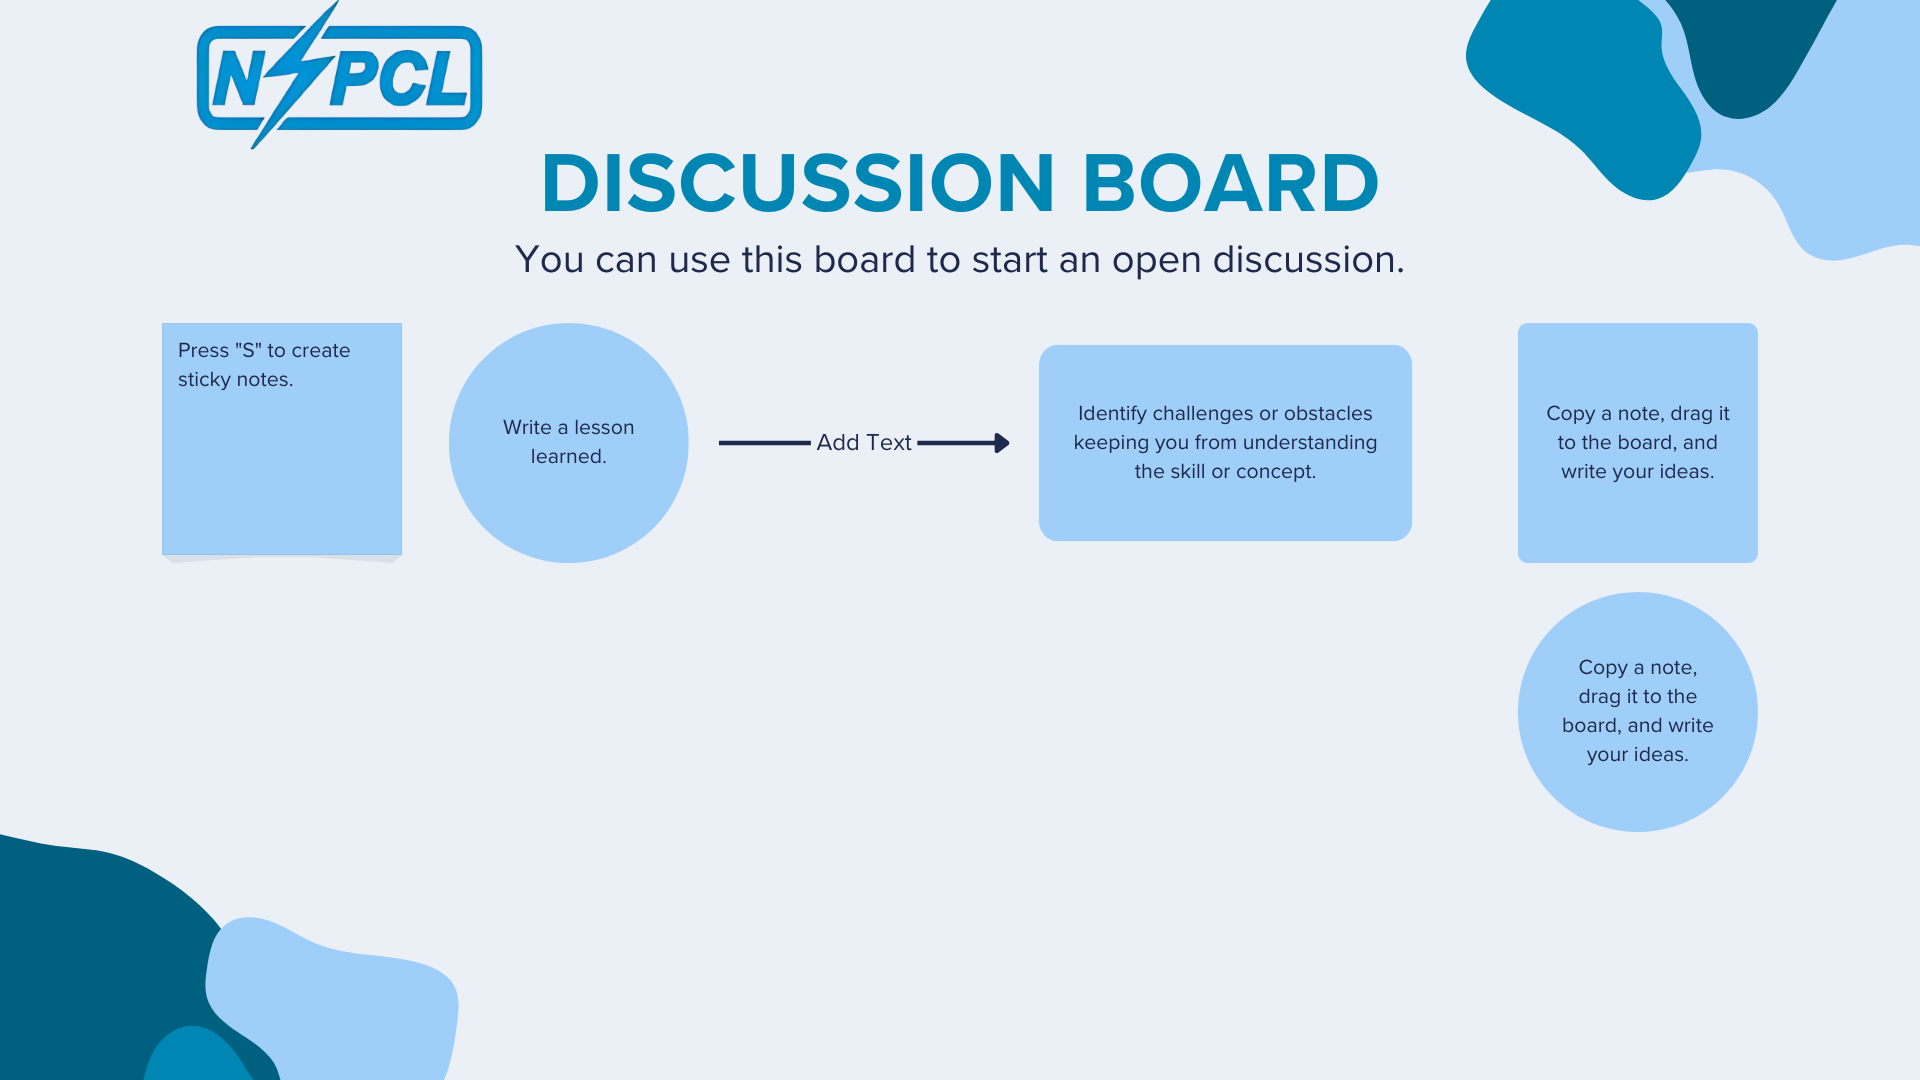 NSPCL
DISCUSSION BOARD
You can use this board to start an open discussion.
Press "S" to create
sticky notes.
Write a lesson
learned.
Add Text
Identify challenges or obstacles
keeping you from understanding
the skill or concept.
Copy a note, drag it
to the board, and
write your ideas.
Copy a note,
drag it to the
board, and write
your ideas.